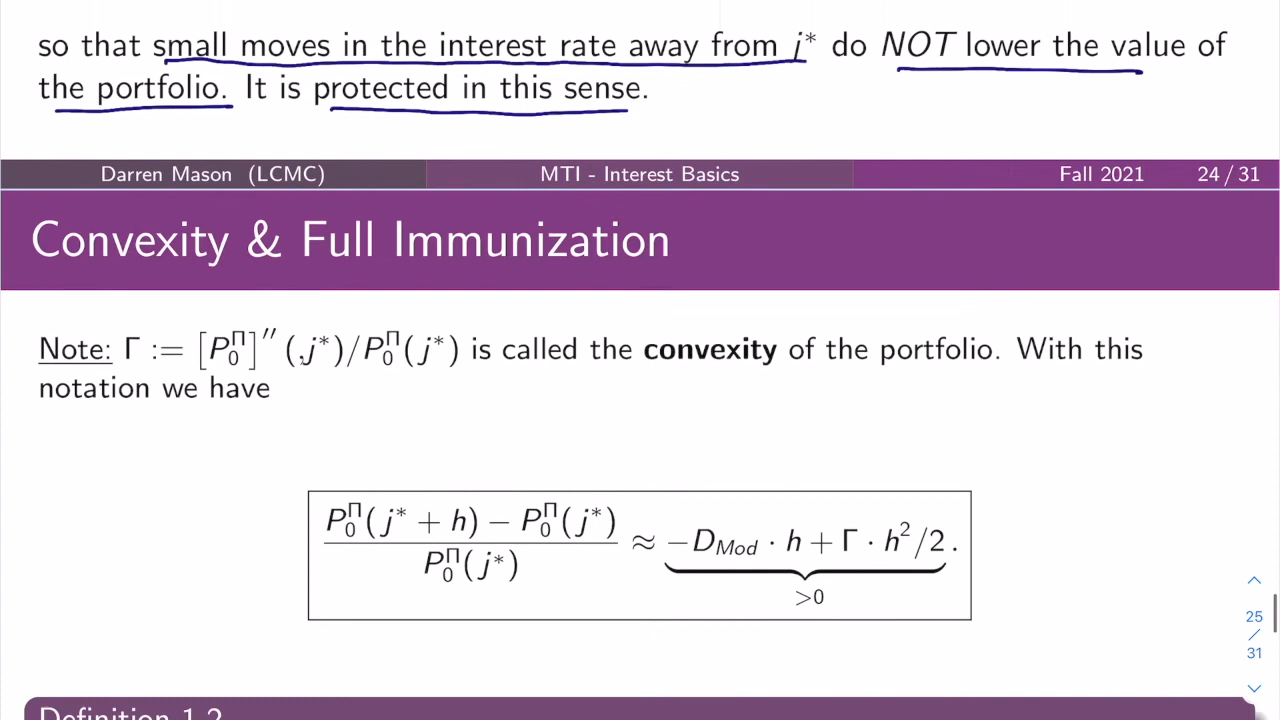 so that small moves in the interest rate away from j* do NOT lower the value of
the portfolio. It is protected in this sense.
Darren Mason (LCMC) MTI - Interest Basics Fall 2021 24 / 31
Convexity & Full Immunization
Note: Γ := [P₀^Π]″ (j*)/P₀^Π(j*) is called the convexity of the portfolio. With this
notation we have
P₀^Π(j* + h) − P₀^Π(j*)
P₀^Π(j*)
≈ −D_Mod · h + Γ · h²/2 .
>0
25
/
31
Definition 1.2